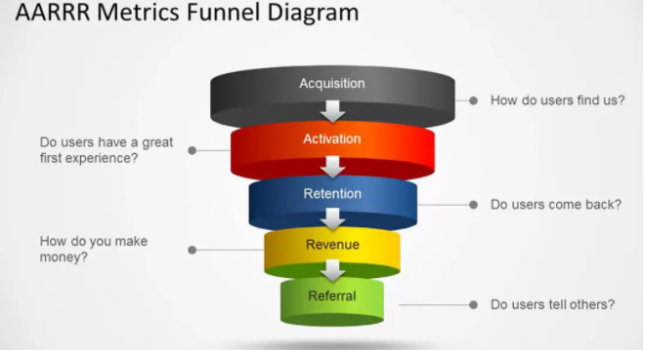 AARRR Metrics Funnel Diagram
Acquisition
How do users find us?
Activation
Do users have a great
first experience?
Retention
Do users come back?
Revenue
How do you make
money?
Referral
Do users tell others?